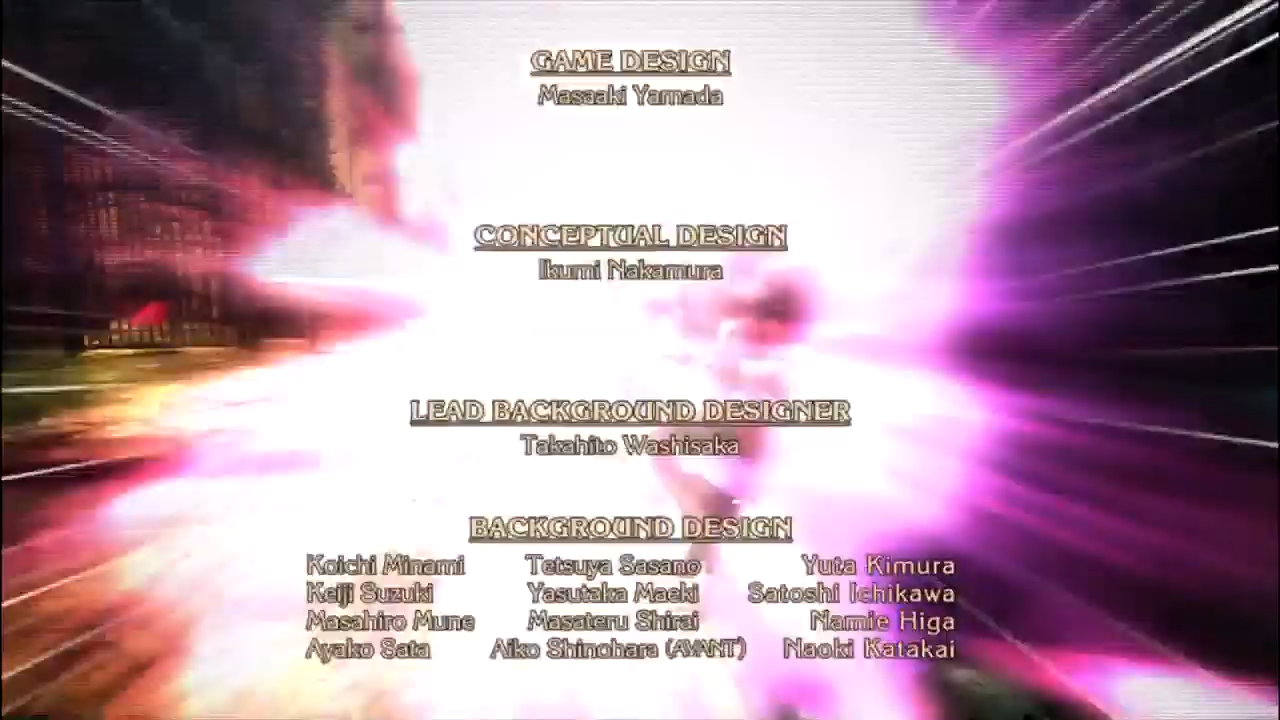 GAME DESIGN
Masaaki Yamada
CONCEPTUAL DESIGN
Ikumi Nakamura
LEAD BACKGROUND DESIGNER
Takahito Washisaka
BACKGROUND DESIGN
Koichi Minami Tetsuya Sasano Yuta Kimura
Keiji Suzuki Yasutaka Maeki Satoshi Ichikawa
Masahiro Mune Masateru Shirai Namie Higa
Ayako Sata Aiko Shinohara (AVANT) Naoki Katakai